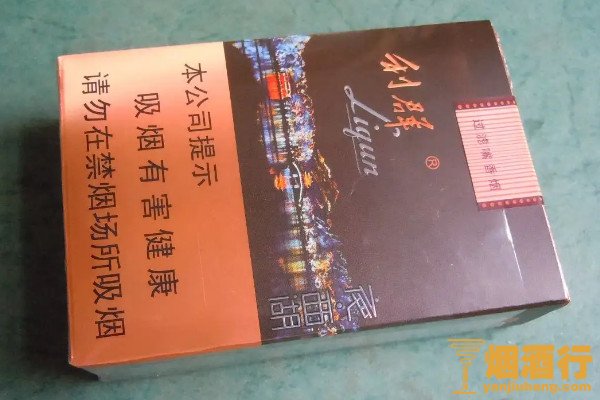 本公司提示
吸烟有害健康
请勿在禁烟场所吸烟
利群
Liqun
®
夜西湖
烟酒行
yanjiuhang.com